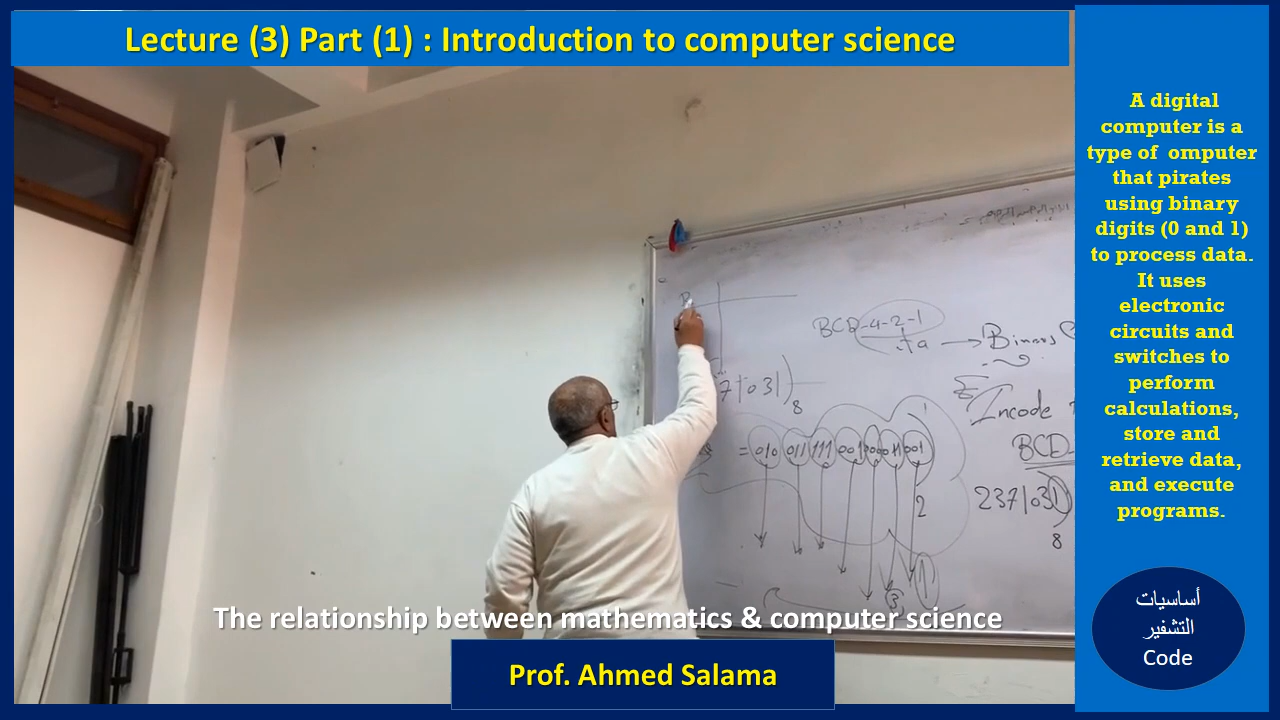 Lecture (3) Part (1) : Introduction to computer science
A digital
computer is a
type of omputer
that pirates
using binary
digits (0 and 1)
to process data.
It uses
electronic
circuits and
switches to
perform
calculations,
store and
retrieve data,
and execute
programs.
BCD-4-2-1
Binary
7|031)
8
Incode
= 010 011 111 001 000 011 001
BCD
2
237|031)
8
The relationship between mathematics & computer science
Prof. Ahmed Salama
أساسيات
التشفير
Code